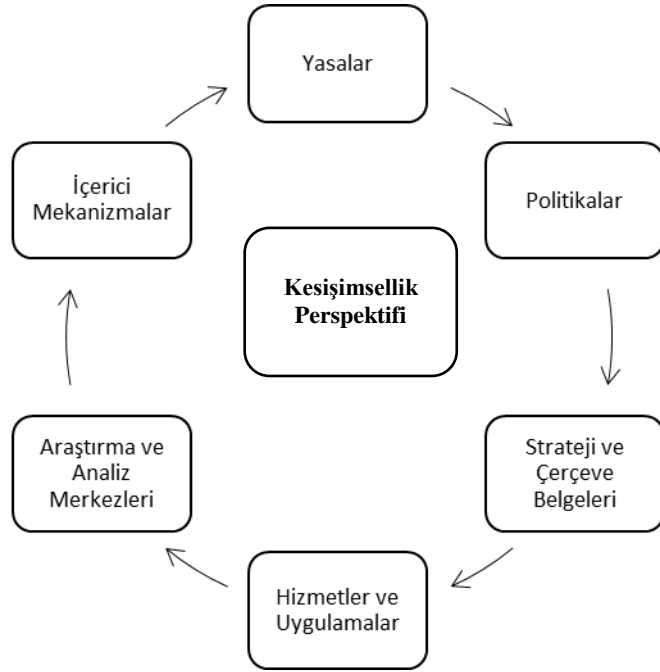 Yasalar
Politikalar
Strateji ve
Çerçeve
Belgeleri
Hizmetler ve
Uygulamalar
Araştırma ve
Analiz
Merkezleri
İçerici
Mekanizmalar
Kesişimsellik
Perspektifi